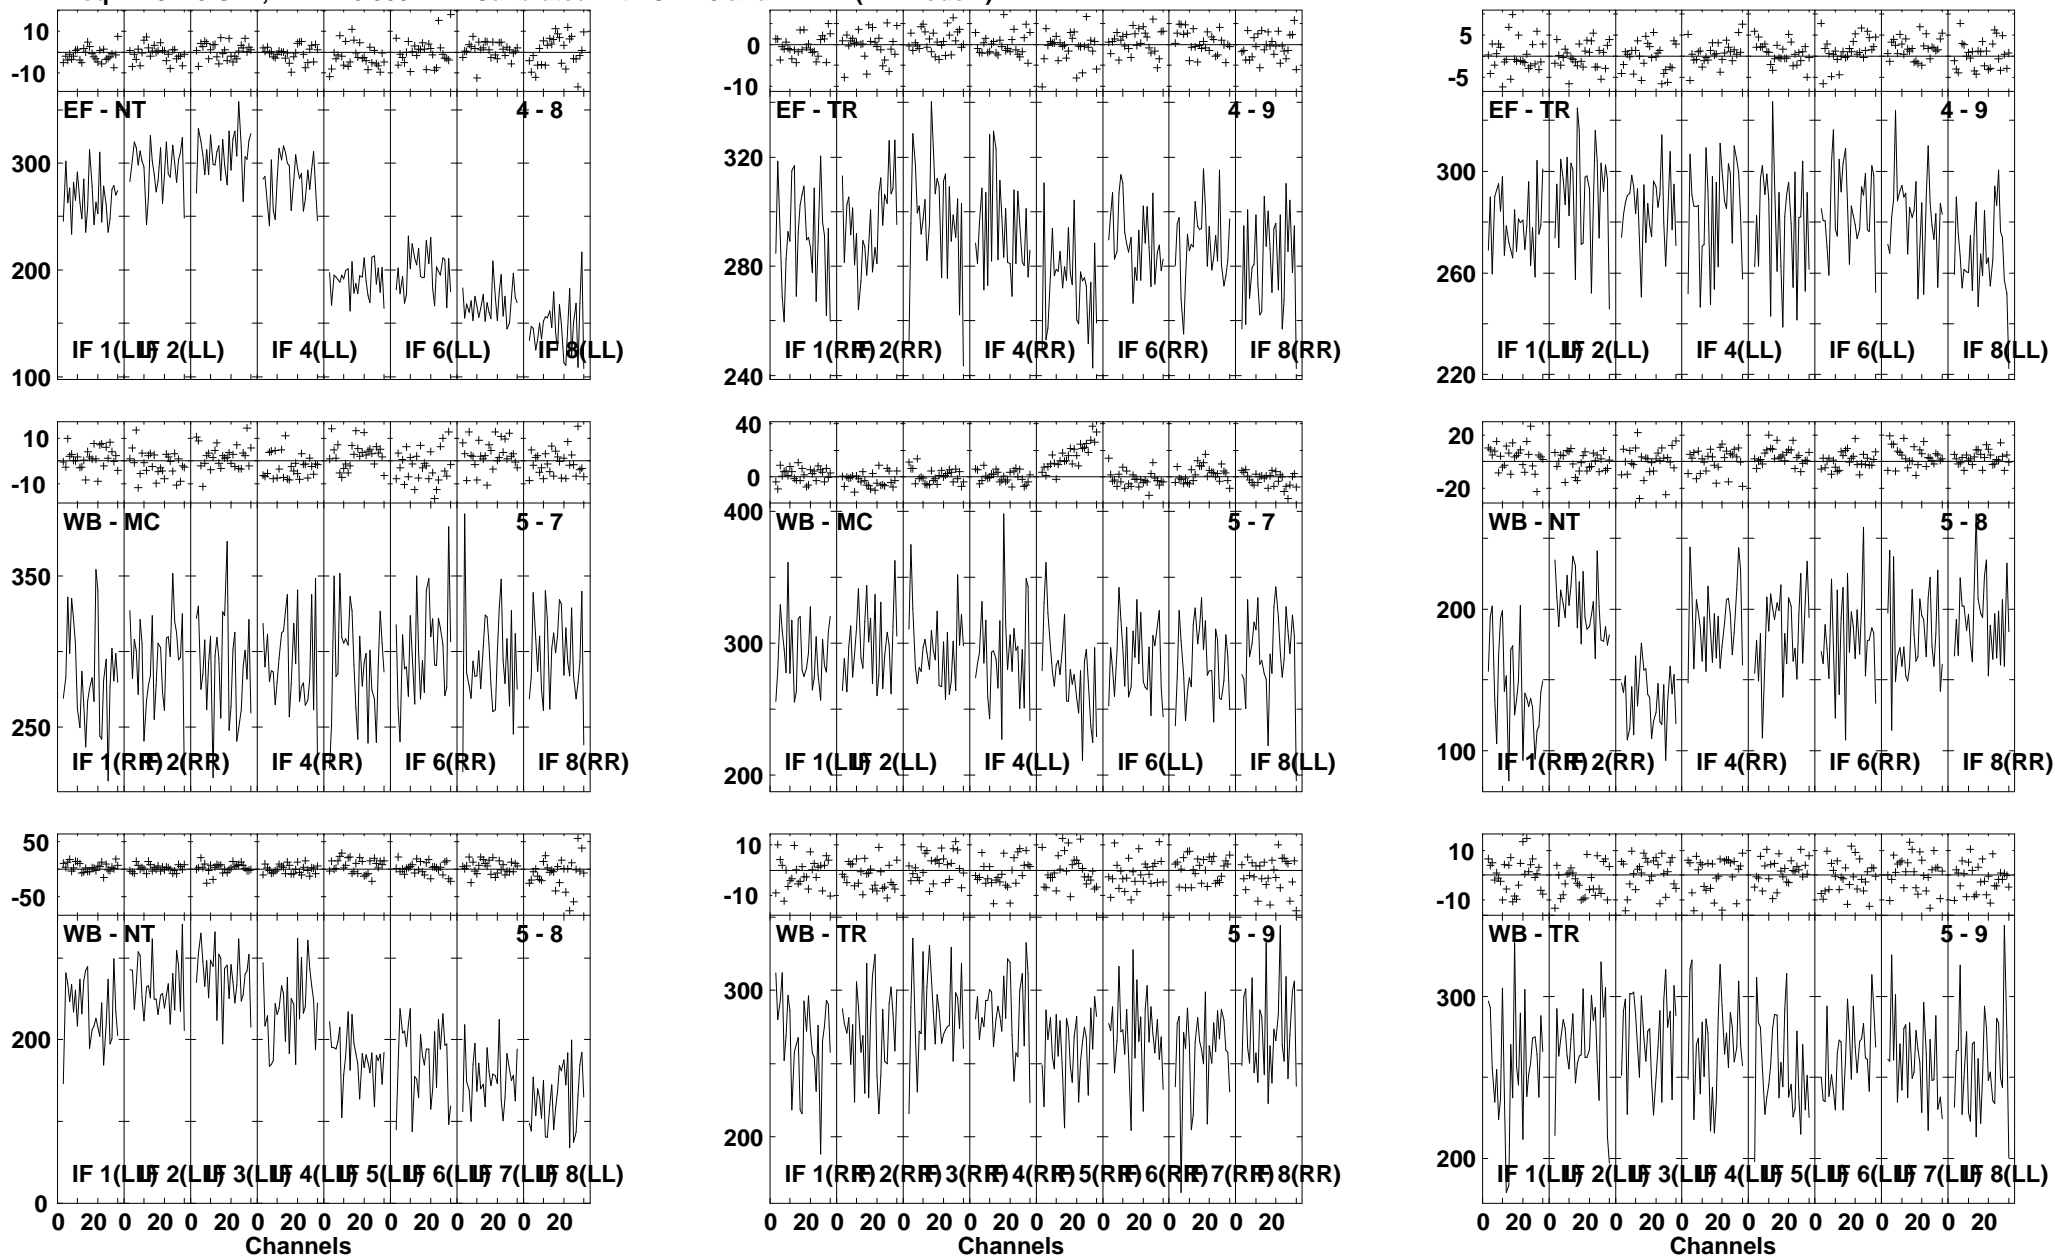 10
-10
EF - NT 4 - 8
300
200
100
IF 1(LL) IF 2(LL) IF 4(LL) IF 6(LL) IF 8(LL)
10
0
-10
EF - TR 4 - 9
320
280
240
IF 1(RR) IF 2(RR) IF 4(RR) IF 6(RR) IF 8(RR)
5
-5
EF - TR 4 - 9
300
260
220
IF 1(LL) IF 2(LL) IF 4(LL) IF 6(LL) IF 8(LL)
10
-10
WB - MC 5 - 7
350
250
IF 1(RR) IF 2(RR) IF 4(RR) IF 6(RR) IF 8(RR)
40
0
WB - MC 5 - 7
400
300
200
IF 1(LL) IF 2(LL) IF 4(LL) IF 6(LL) IF 8(LL)
20
-20
WB - NT 5 - 8
200
100
IF 1(RR) IF 2(RR) IF 4(RR) IF 6(RR) IF 8(RR)
50
-50
WB - NT 5 - 8
200
0
IF 1(LL) IF 2(LL) IF 3(LL) IF 4(LL) IF 5(LL) IF 6(LL) IF 7(LL) IF 8(LL)
0 20 0 20 0 20 0 20 0 20 0 20 0 20 0 20
Channels
10
-10
WB - TR 5 - 9
300
200
IF 1(RR) IF 2(RR) IF 3(RR) IF 4(RR) IF 5(RR) IF 6(RR) IF 7(RR) IF 8(RR)
0 20 0 20 0 20 0 20 0 20 0 20 0 20 0 20
Channels
10
-10
WB - TR 5 - 9
300
200
IF 1(LL) IF 2(LL) IF 3(LL) IF 4(LL) IF 5(LL) IF 6(LL) IF 7(LL) IF 8(LL)
0 20 0 20 0 20 0 20 0 20 0 20 0 20 0 20
Channels